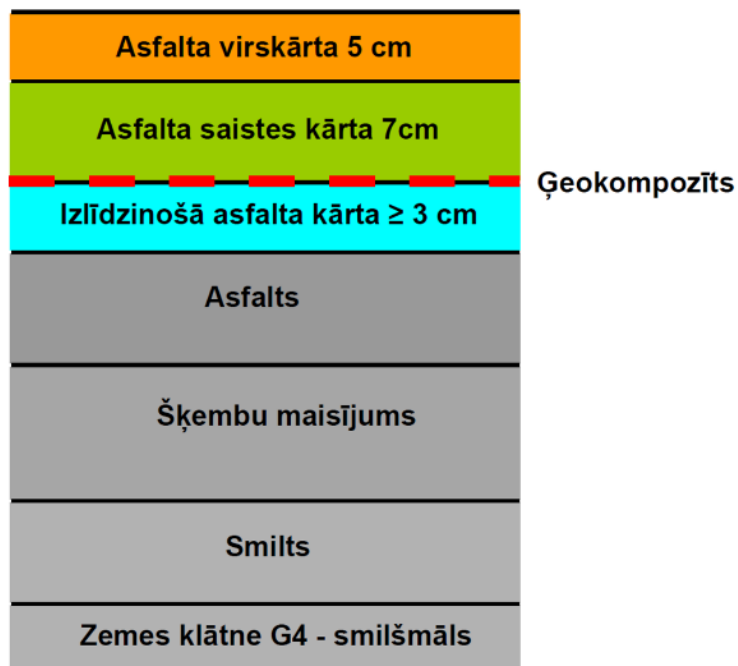 Asfalta virskārta 5 cm
Asfalta saistes kārta 7cm
Ģeokompozīts
Izlīdzinošā asfalta kārta ≥ 3 cm
Asfalts
Šķembu maisījums
Smilts
Zemes klātne G4 - smilšmāls